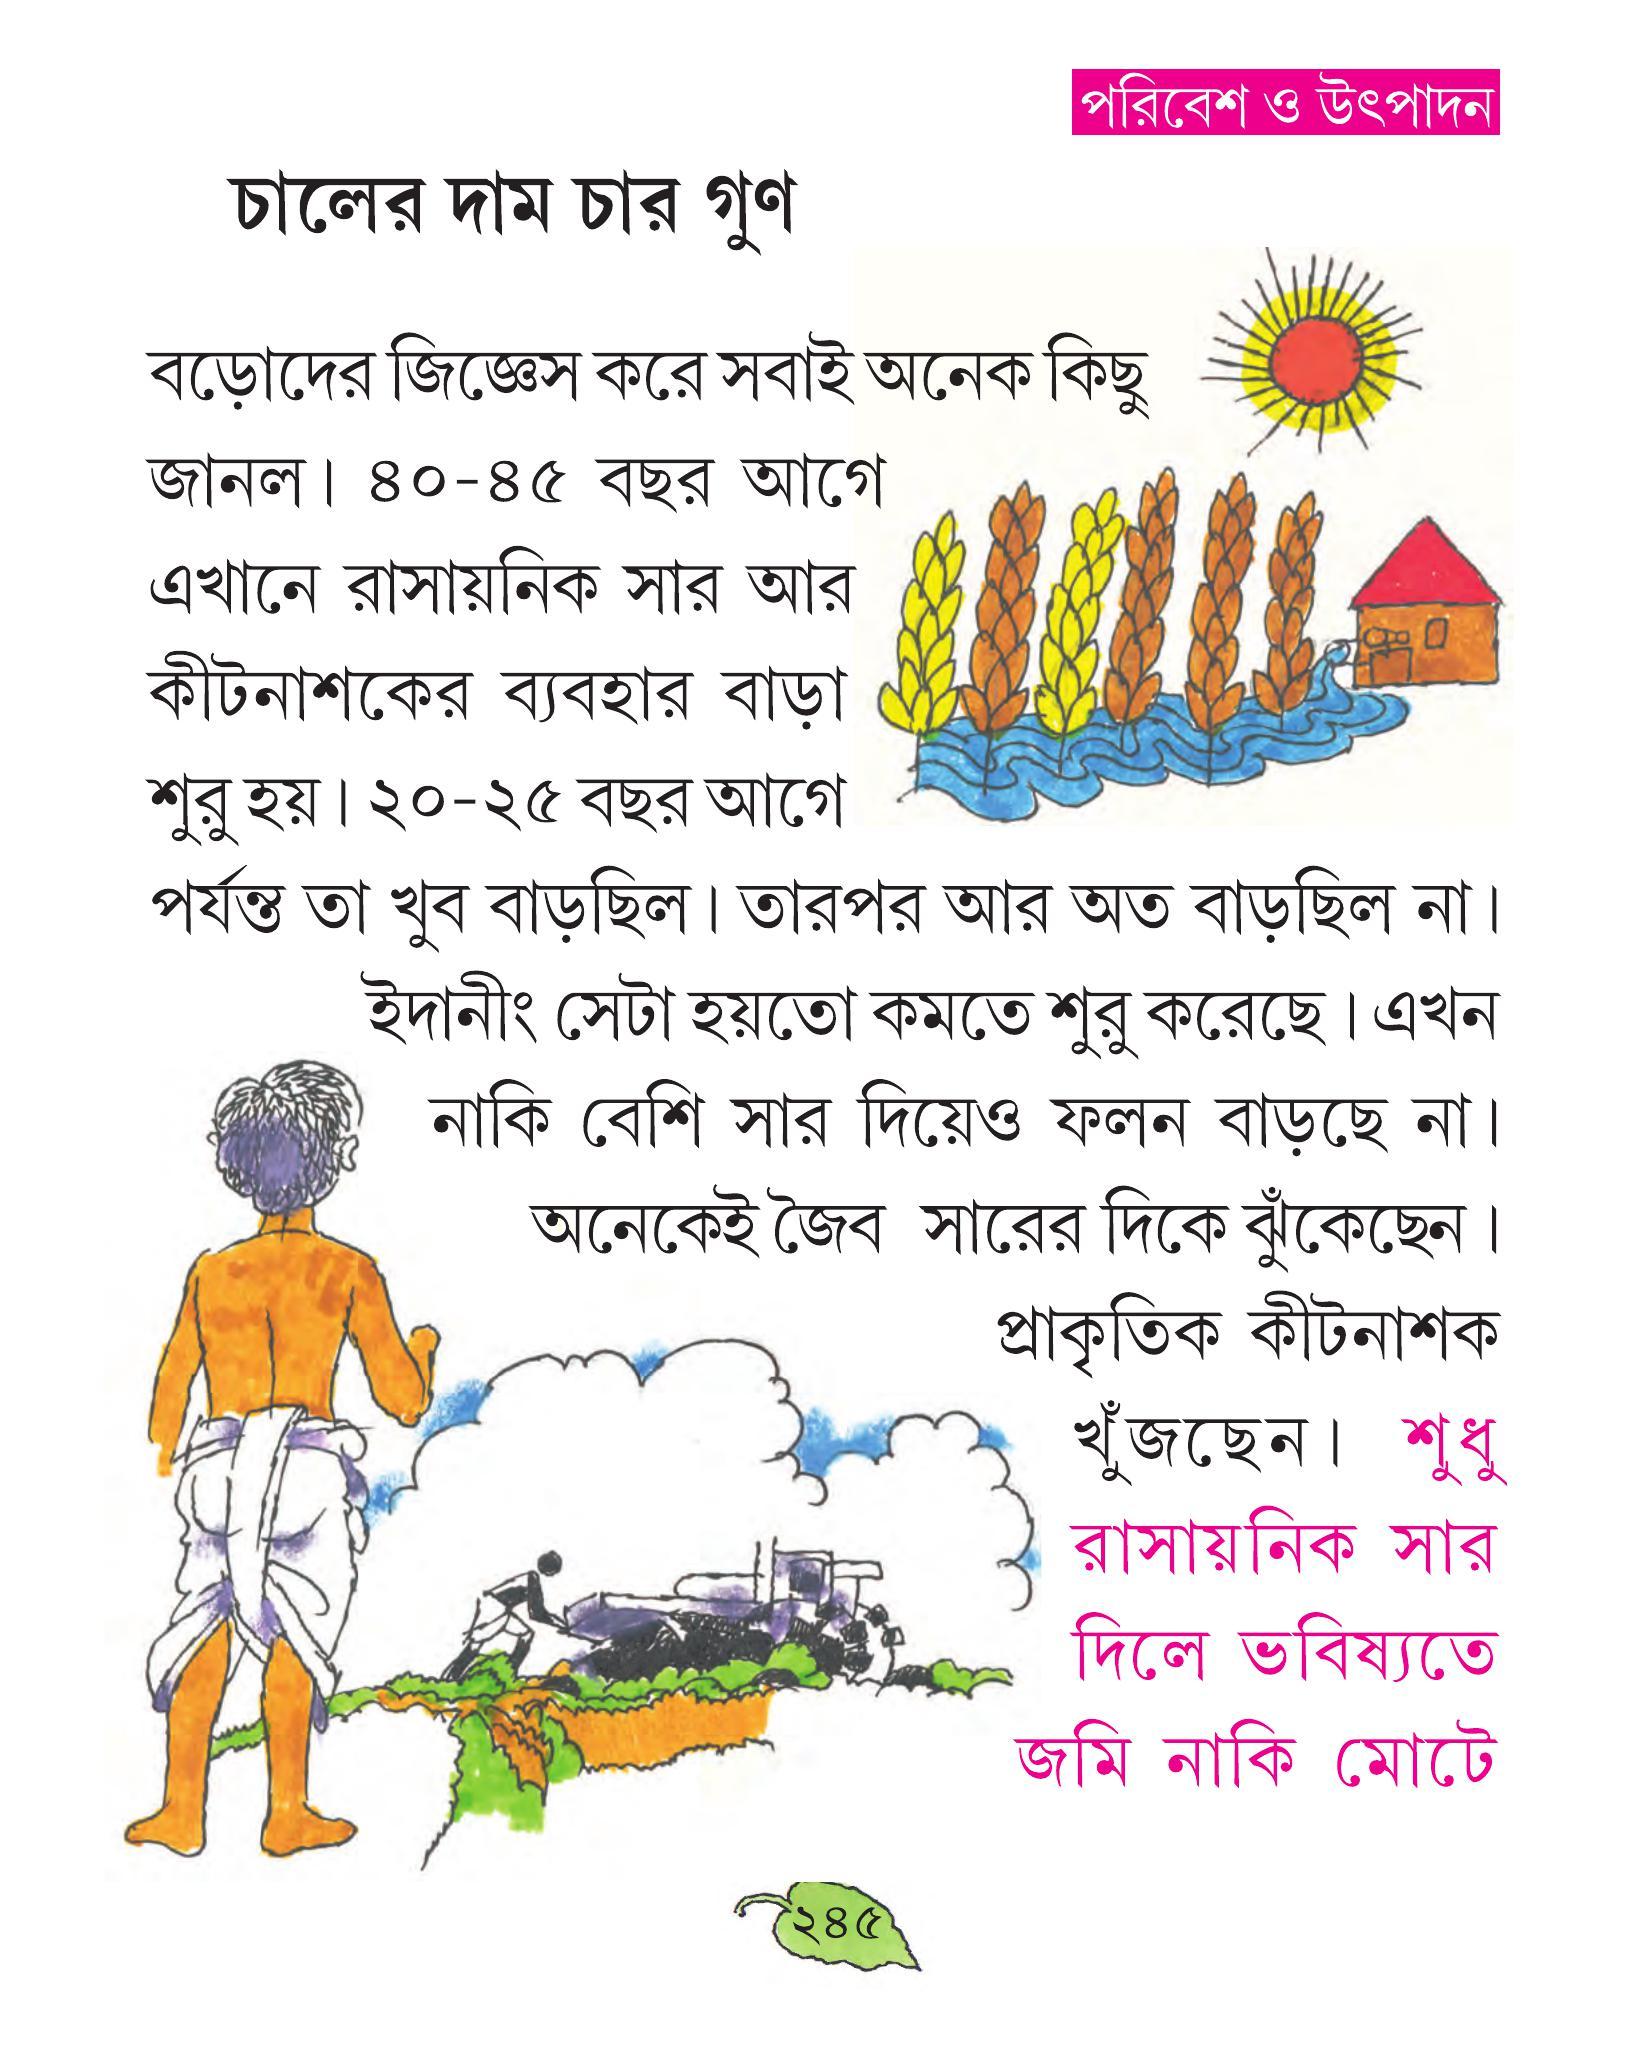 পরিবেশ ও উৎপাদন
চালের দাম চার গুণ
বড়োদের জিজ্ঞেস করে সবাই অনেক কিছু
জানল। ৪০-৪৫ বছর আগে
এখানে রাসায়নিক সার আর
কীটনাশকের ব্যবহার বাড়া
শুরু হয়। ২০-২৫ বছর আগে
পর্যন্ত তা খুব বাড়ছিল। তারপর আর অত বাড়ছিল না।
ইদানীং সেটা হয়তো কমতে শুরু করেছে। এখন
নাকি বেশি সার দিয়েও ফলন বাড়ছে না।
অনেকেই জৈব সারের দিকে ঝুঁকেছেন।
প্রাকৃতিক কীটনাশক
খুঁজছেন। শুধু
রাসায়নিক সার
দিলে ভবিষ্যতে
জমি নাকি মোটে
২৪৫